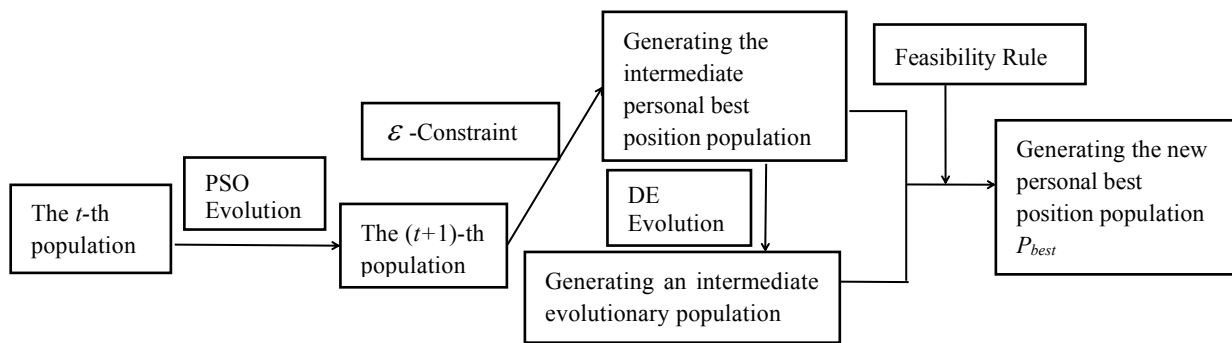 The t-th
population
PSO
Evolution
The (t+1)-th
population
ε -Constraint
Generating the
intermediate
personal best
position population
DE
Evolution
Generating an intermediate
evolutionary population
Feasibility Rule
Generating the new
personal best
position population
Pbest